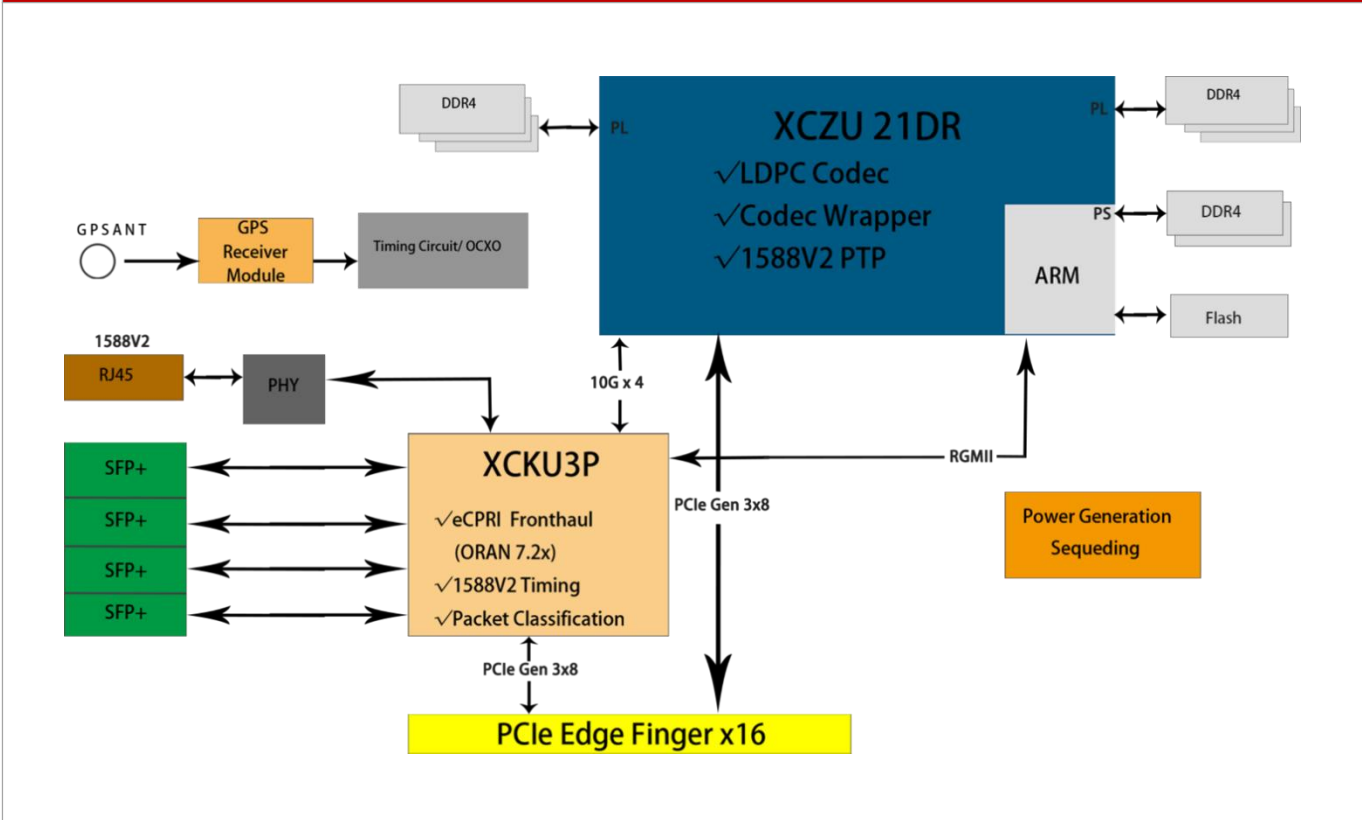 DDR4
PL
XCZU 21DR
√LDPC Codec
√Codec Wrapper
√1588V2 PTP
PL
DDR4
PS
DDR4
ARM
Flash
GPSANT
GPS
Receiver
Module
Timing Circuit/ OCXO
1588V2
RJ45
PHY
10G x 4
SFP+
SFP+
SFP+
SFP+
XCKU3P
√eCPRI Fronthaul
(ORAN 7.2x)
√1588V2 Timing
√Packet Classification
RGMII
PCIe Gen 3x8
Power Generation
Sequeding
PCIe Gen 3x8
PCIe Edge Finger x16